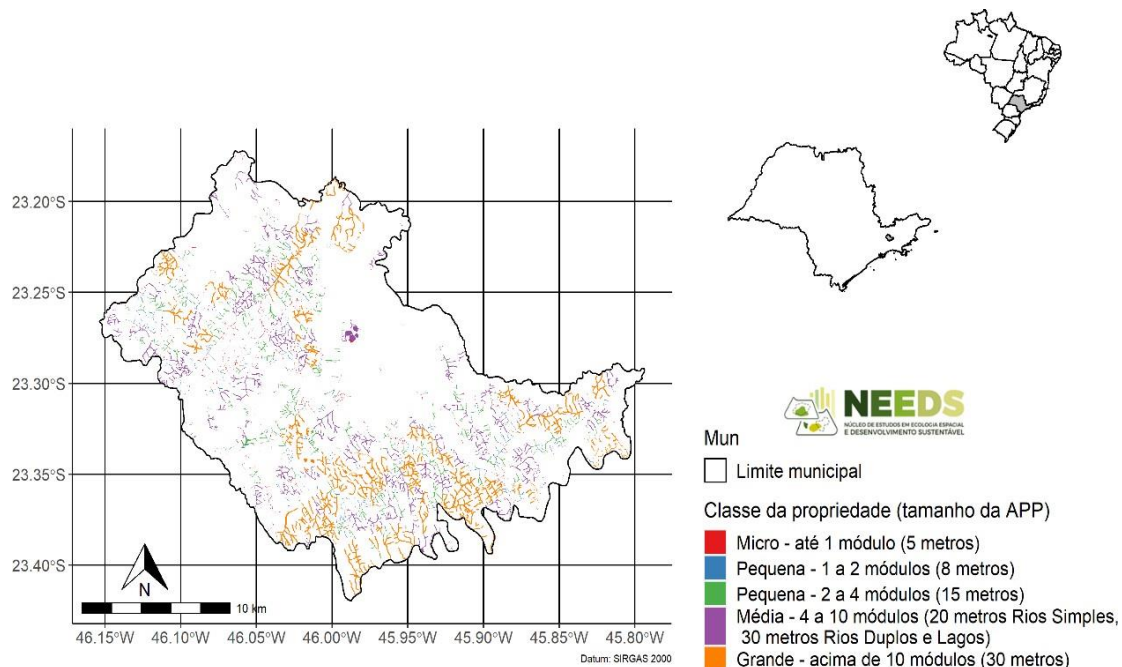 23.20°S
23.25°S
23.30°S
23.35°S
23.40°S
N
10 km
46.15°W 46.10°W 46.05°W 46.00°W 45.95°W 45.90°W 45.85°W 45.80°W
Datum: SIRGAS 2000
NEEDS
NÚCLEO DE ESTUDOS EM ECOLOGIA ESPACIAL
E DESENVOLVIMENTO SUSTENTÁVEL
Mun
Limite municipal
Classe da propriedade (tamanho da APP)
Micro - até 1 módulo (5 metros)
Pequena - 1 a 2 módulos (8 metros)
Pequena - 2 a 4 módulos (15 metros)
Média - 4 a 10 módulos (20 metros Rios Simples,
30 metros Rios Duplos e Lagos)
Grande - acima de 10 módulos (30 metros)